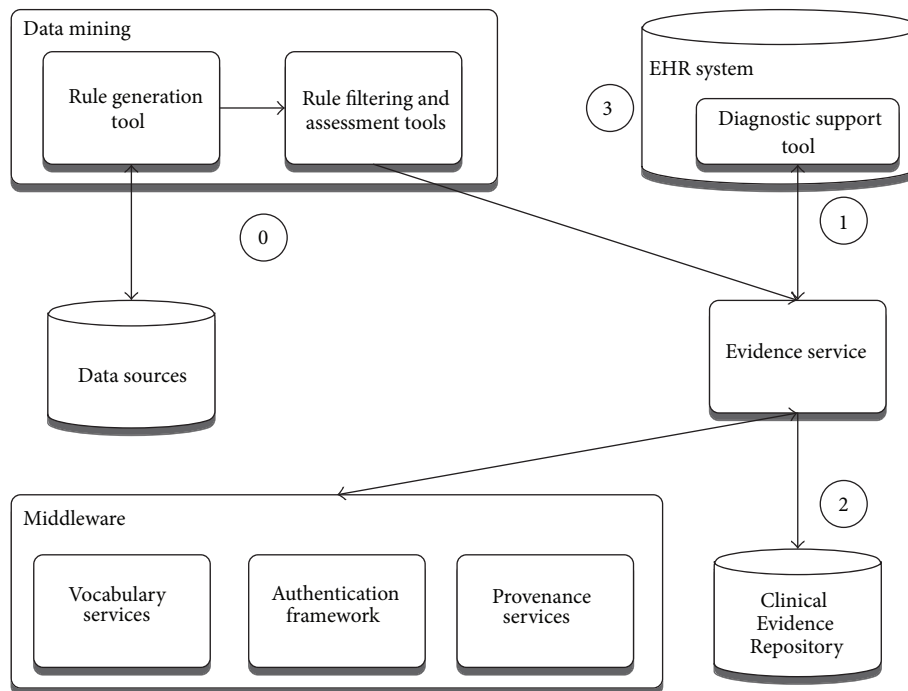 Data mining
Rule generation
tool
Rule filtering and
assessment tools
EHR system
3
Diagnostic support
tool
0
1
Data sources
Evidence service
Middleware
2
Vocabulary
services
Authentication
framework
Provenance
services
Clinical
Evidence
Repository